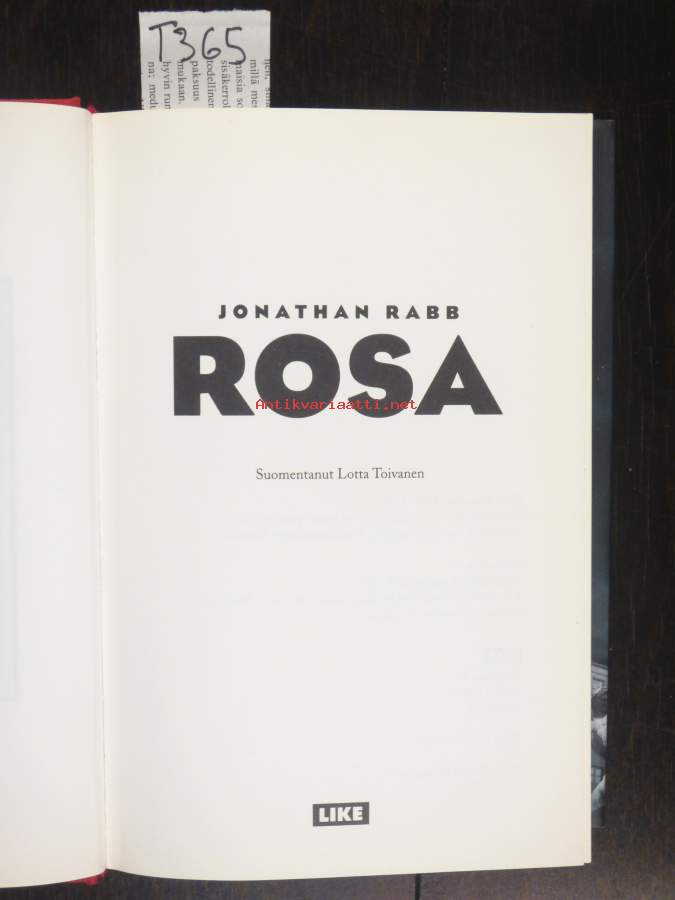 T365
JONATHAN RABB
ROSA
Antikvariaatti.net
Suomentanut Lotta Toivanen
LIKE